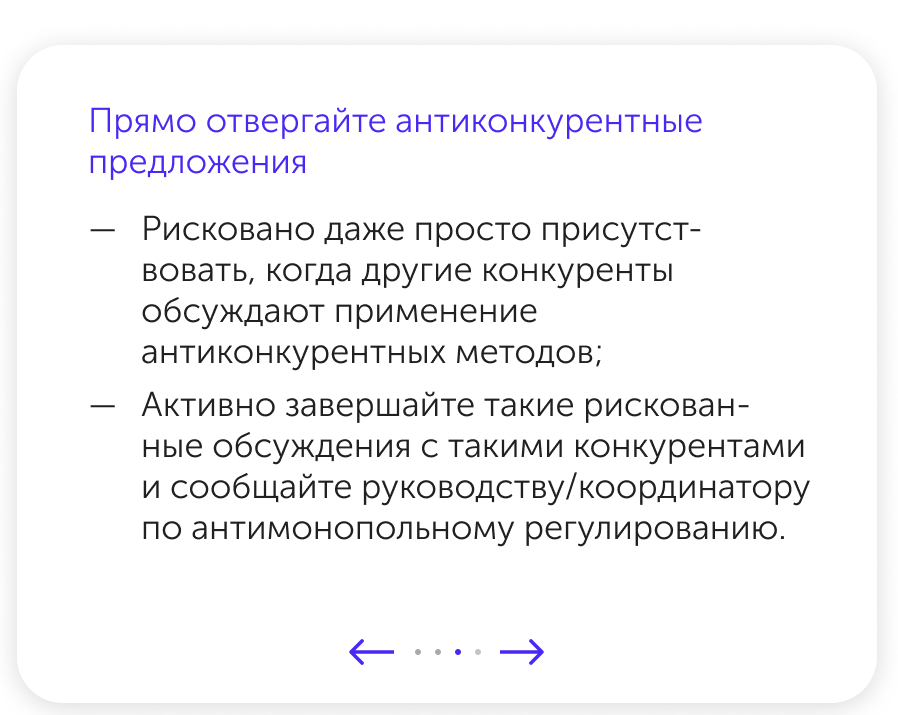 Прямо отвергайте антиконкурентные
предложения
— Рисковано даже просто присутст-
вовать, когда другие конкуренты
обсуждают применение
антиконкурентных методов;
— Активно завершайте такие рискован-
ные обсуждения с такими конкурентами
и сообщайте руководству/координатору
по антимонопольному регулированию.